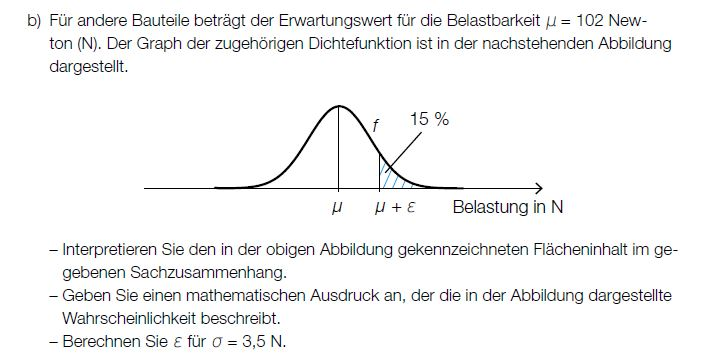 b) Für andere Bauteile beträgt der Erwartungswert für die Belastbarkeit μ = 102 New-
ton (N). Der Graph der zugehörigen Dichtefunktion ist in der nachstehenden Abbildung
dargestellt.
f
15 %
μ
μ + ε
Belastung in N
– Interpretieren Sie den in der obigen Abbildung gekennzeichneten Flächeninhalt im ge-
gebenen Sachzusammenhang.
– Geben Sie einen mathematischen Ausdruck an, der die in der Abbildung dargestellte
Wahrscheinlichkeit beschreibt.
– Berechnen Sie ε für σ = 3,5 N.